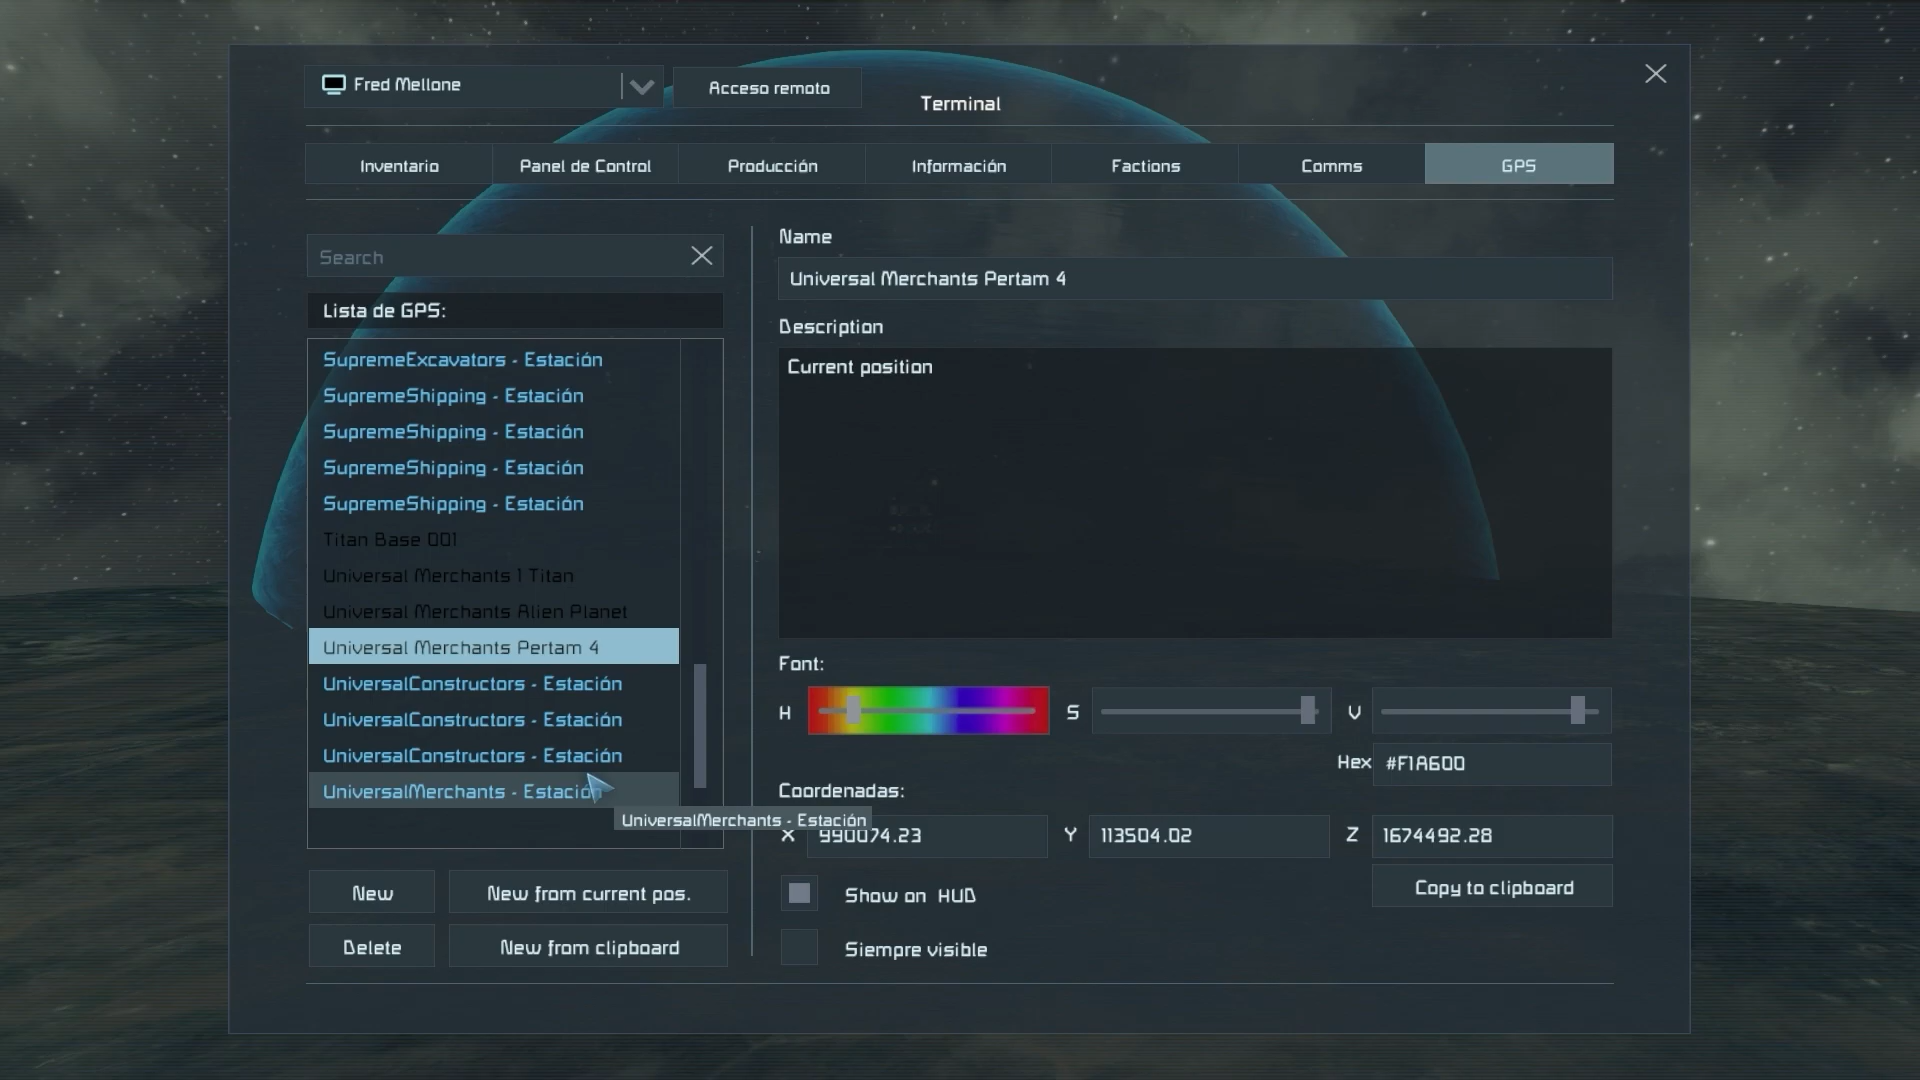 Fred Mellone
Acceso remoto
Terminal
Inventario
Panel de Control
Producción
Información
Factions
Comms
GPS
Search
Lista de GPS:
SupremeExcavators - Estación
SupremeShipping - Estación
SupremeShipping - Estación
SupremeShipping - Estación
SupremeShipping - Estación
Titan Base 001
Universal Merchants 1 Titan
Universal Merchants Alien Planet
Universal Merchants Pertam 4
UniversalConstructors - Estación
UniversalConstructors - Estación
UniversalConstructors - Estación
UniversalMerchants - Estación
UniversalMerchants - Estación
New
New from current pos.
Delete
New from clipboard
Name
Universal Merchants Pertam 4
Description
Current position
Font:
H
S
V
Hex #F1A600
Coordenadas:
X 990074.23
Y 113504.02
Z 1674492.28
Copy to clipboard
Show on HUD
Siempre visible